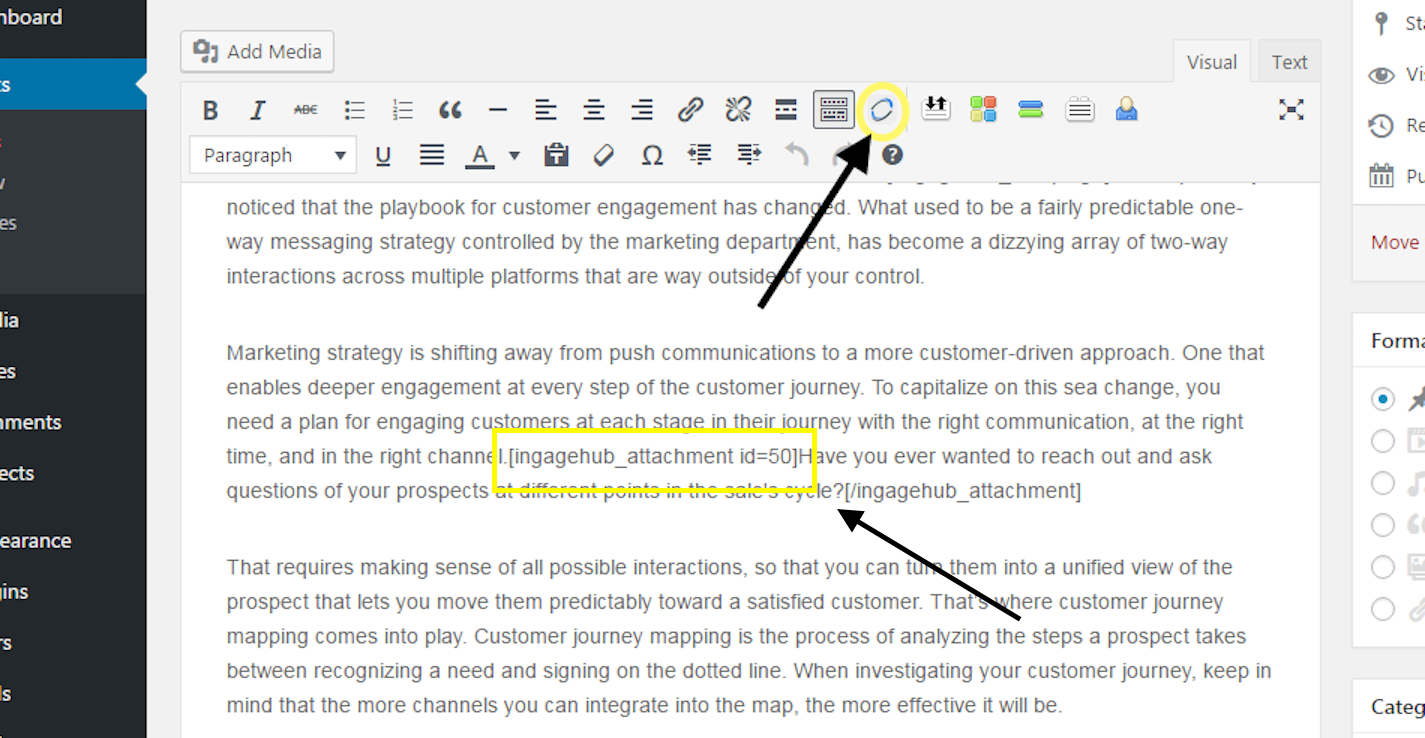 nboard
Add Media
Sta
ts
Visual
Text
Vis
B I ABC
Re
Paragraph
U A Ω ?
Pu
w
es
noticed that the playbook for customer engagement has changed. What used to be a fairly predictable one-
way messaging strategy controlled by the marketing department, has become a dizzying array of two-way
interactions across multiple platforms that are way outside of your control.
Move
dia
Forma
Marketing strategy is shifting away from push communications to a more customer-driven approach. One that
es
enables deeper engagement at every step of the customer journey. To capitalize on this sea change, you
mments
need a plan for engaging customers at each stage in their journey with the right communication, at the right
time, and in the right channel.[ingagehub_attachment id=50]Have you ever wanted to reach out and ask
ects
questions of your prospects at different points in the sale's cycle?[/ingagehub_attachment]
earance
That requires making sense of all possible interactions, so that you can turn them into a unified view of the
gins
prospect that lets you move them predictably toward a satisfied customer. That's where customer journey
rs
mapping comes into play. Customer journey mapping is the process of analyzing the steps a prospect takes
between recognizing a need and signing on the dotted line. When investigating your customer journey, keep in
ls
mind that the more channels you can integrate into the map, the more effective it will be.
Categ